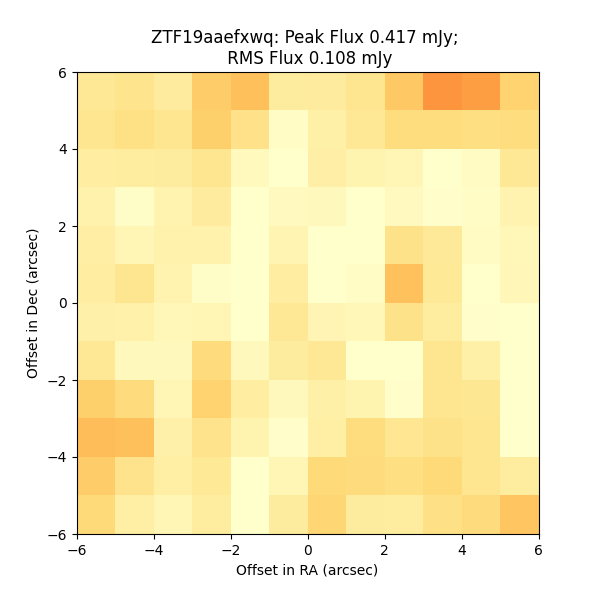 ZTF19aaefxwq: Peak Flux 0.417 mJy;
RMS Flux 0.108 mJy
6
4
2
0
−2
−4
−6
Offset in Dec (arcsec)
−6 −4 −2 0 2 4 6
Offset in RA (arcsec)